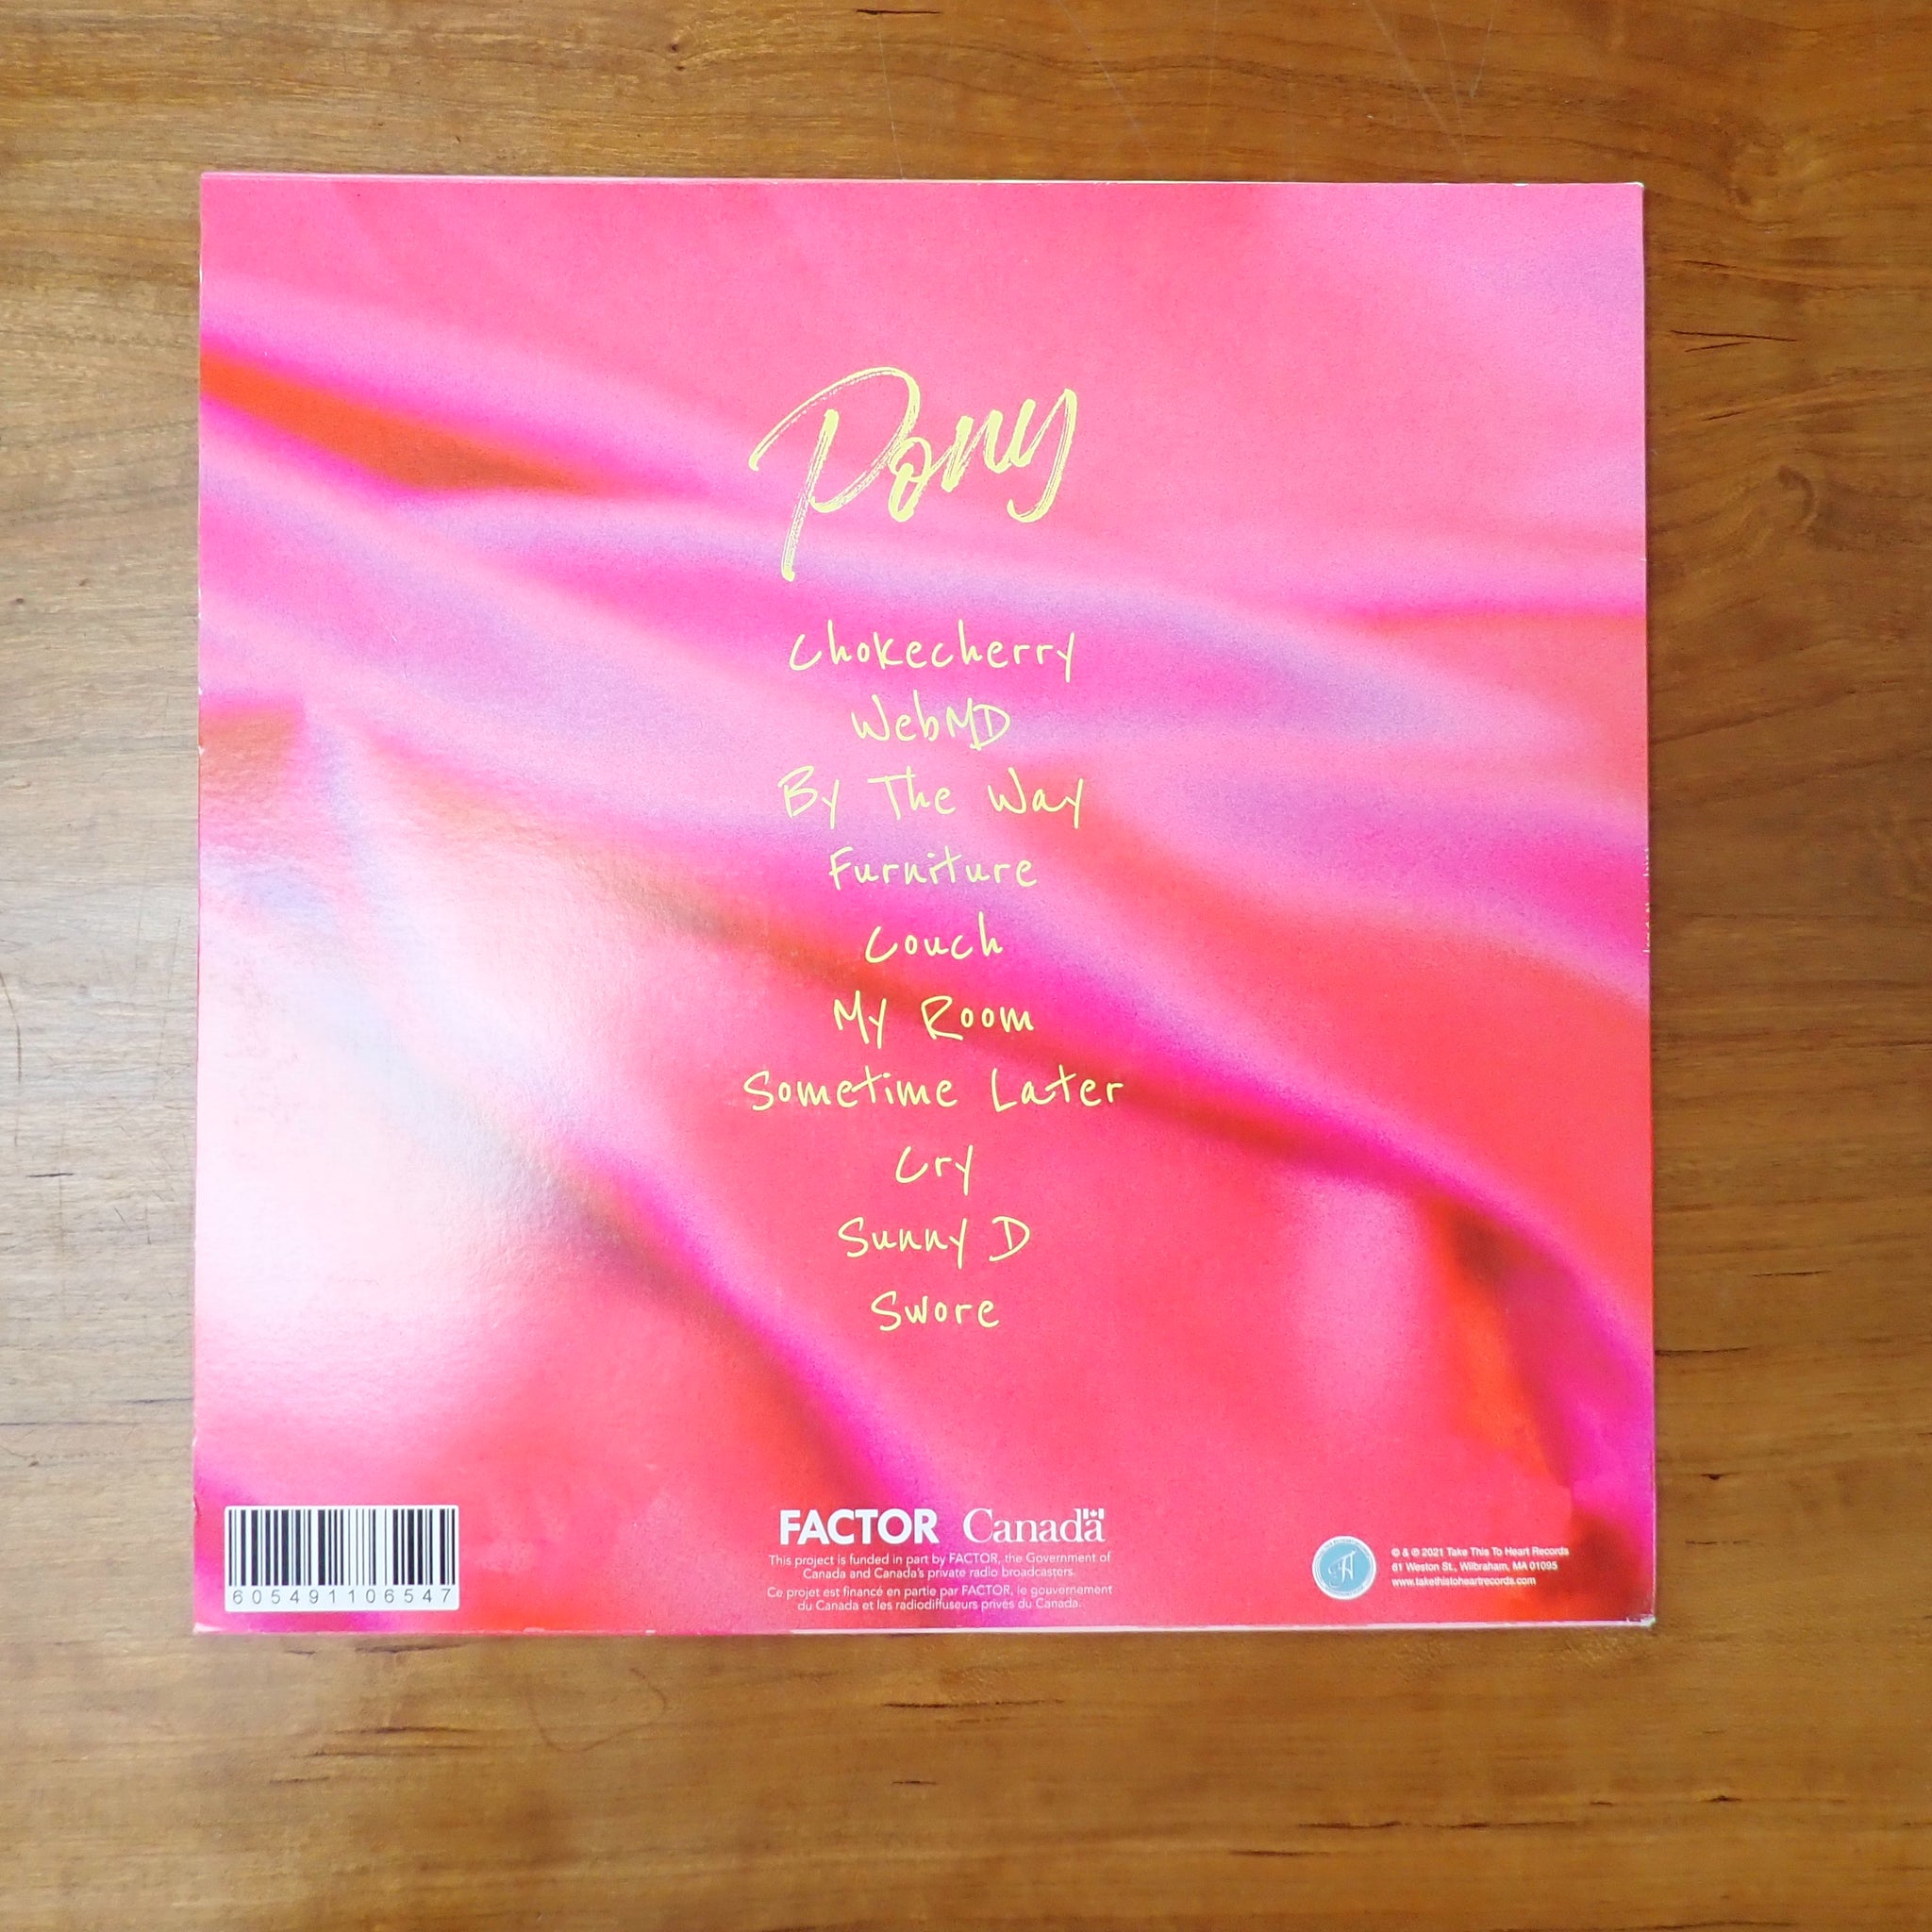 Pony
Chokecherry
WebMD
By The Way
Furniture
Couch
My Room
Sometime Later
Cry
Sunny D
Swore
605491106547
FACTOR Canada
This project is funded in part by FACTOR, the Government of
Canada and Canada's private radio broadcasters.
Ce projet est financé en partie par FACTOR, le gouvernement
du Canada et les radiodiffuseurs privés du Canada.
© & ℗ 2021 Take This To Heart Records
61 Weston St., Wilbraham, MA 01095
www.takethistoheartrecords.com